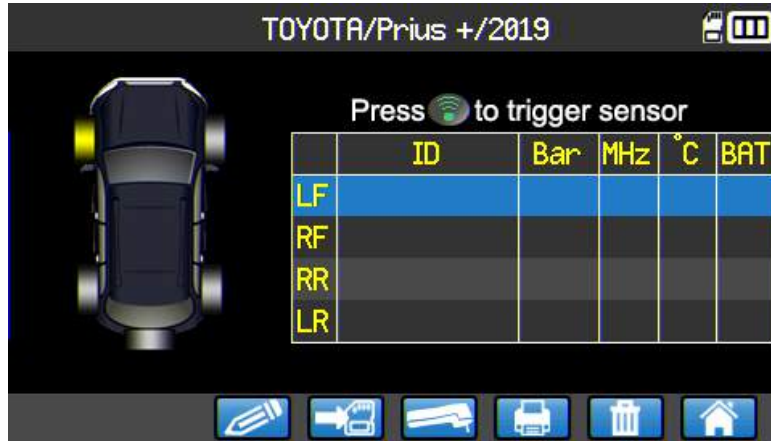 TOYOTA/Prius +/2019
Press to trigger sensor
ID Bar MHz °C BAT
LF
RF
RR
LR